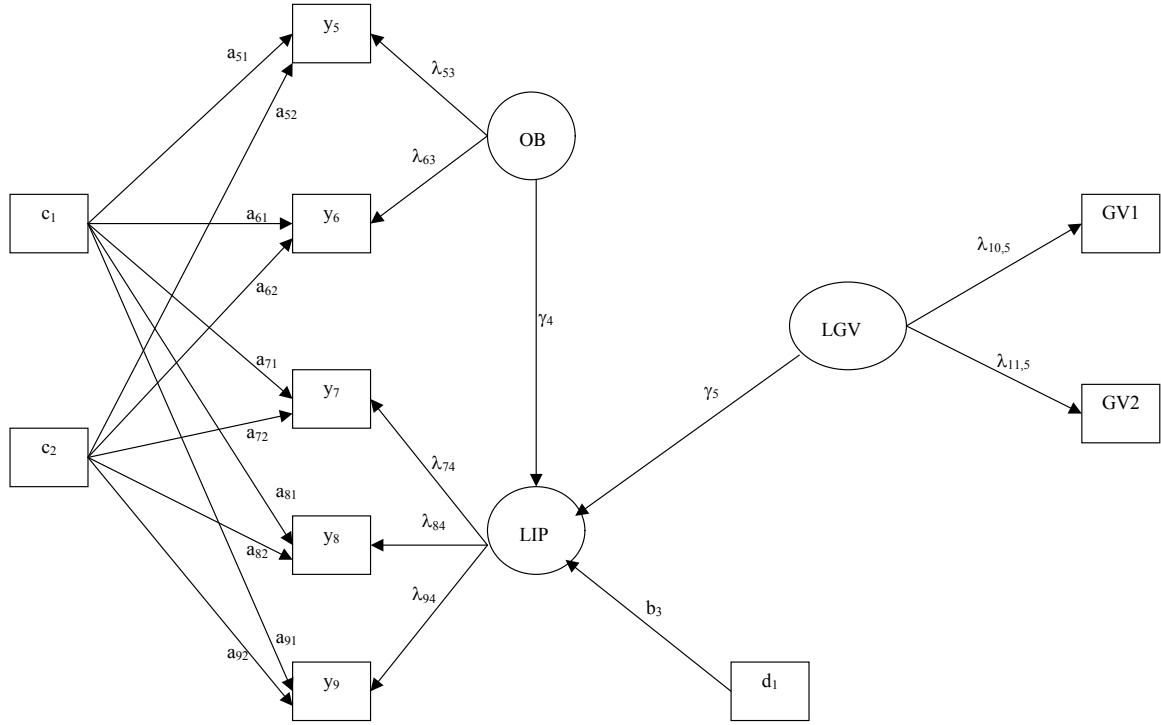 y₅
a₅₁
λ₅₃
a₅₂
OB
λ₆₃
c₁
a₆₁
y₆
GV1
λ₁₀,₅
a₆₂
γ₄
LGV
λ₁₁,₅
a₇₁
y₇
γ₅
GV2
c₂
a₇₂
λ₇₄
a₈₁
λ₈₄
y₈
LIP
a₈₂
λ₉₄
b₃
a₉₁
a₉₂
y₉
d₁